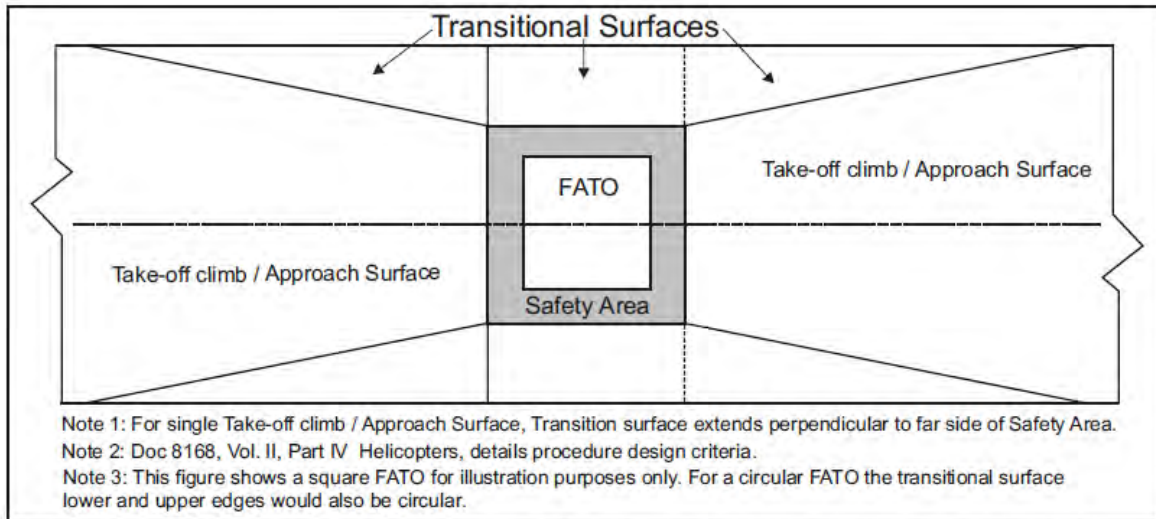 Transitional Surfaces
FATO
Take-off climb / Approach Surface
Take-off climb / Approach Surface
Safety Area
Note 1: For single Take-off climb / Approach Surface, Transition surface extends perpendicular to far side of Safety Area.
Note 2: Doc 8168, Vol. II, Part IV Helicopters, details procedure design criteria.
Note 3: This figure shows a square FATO for illustration purposes only. For a circular FATO the transitional surface
lower and upper edges would also be circular.